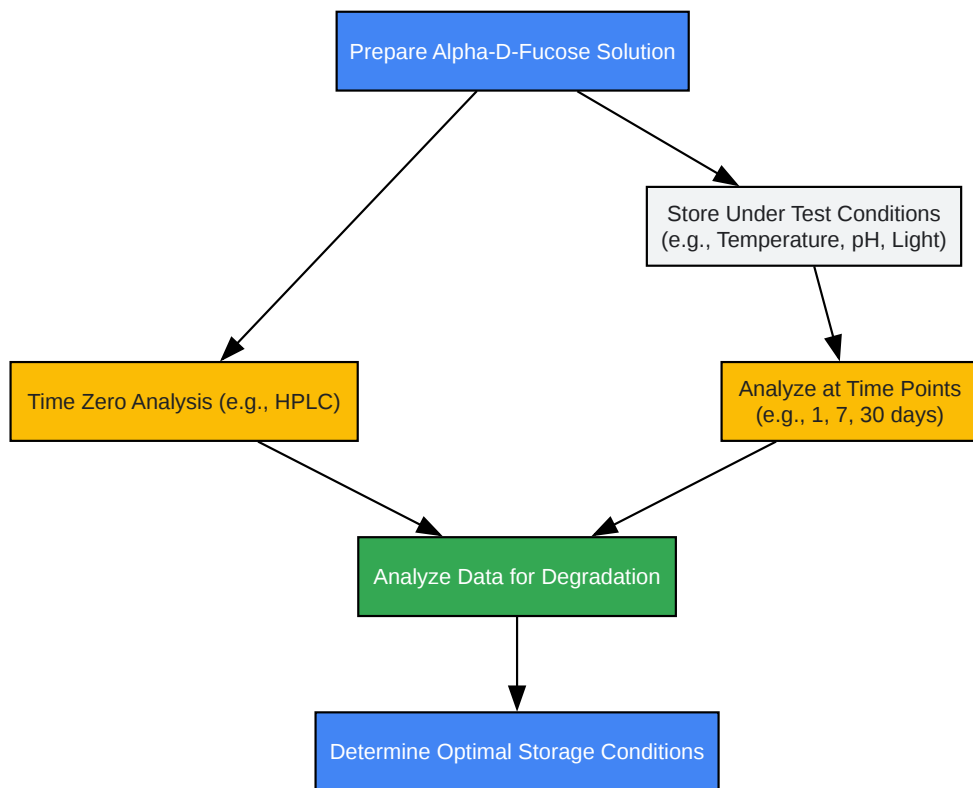 Prepare Alpha-D-Fucose Solution
Store Under Test Conditions
(e.g., Temperature, pH, Light)
Time Zero Analysis (e.g., HPLC)
Analyze at Time Points
(e.g., 1, 7, 30 days)
Analyze Data for Degradation
Determine Optimal Storage Conditions